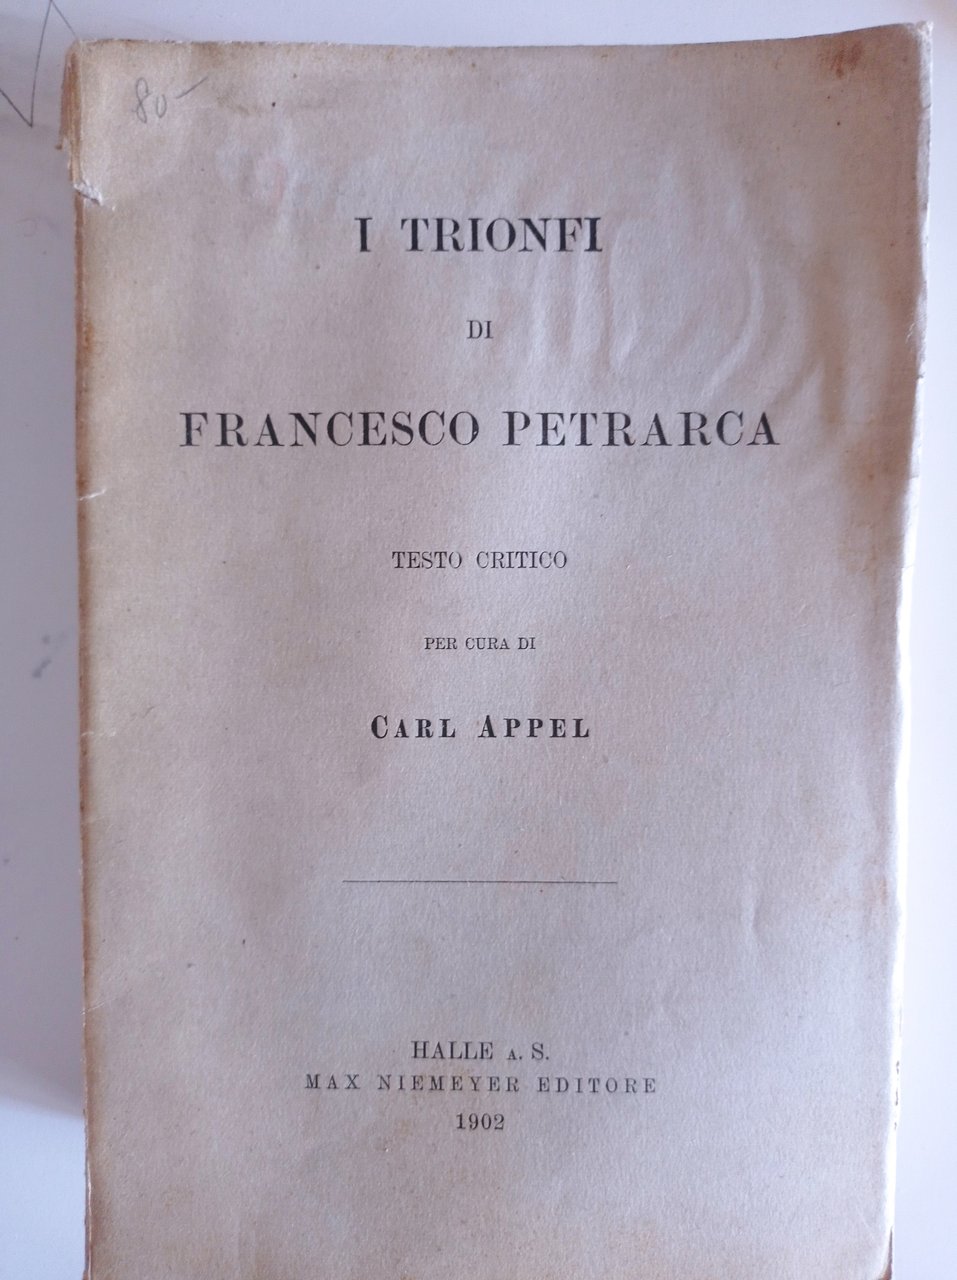 80-
I TRIONFI
DI
FRANCESCO PETRARCA
TESTO CRITICO
PER CURA DI
CARL APPEL
HALLE A. S.
MAX NIEMEYER EDITORE
1902